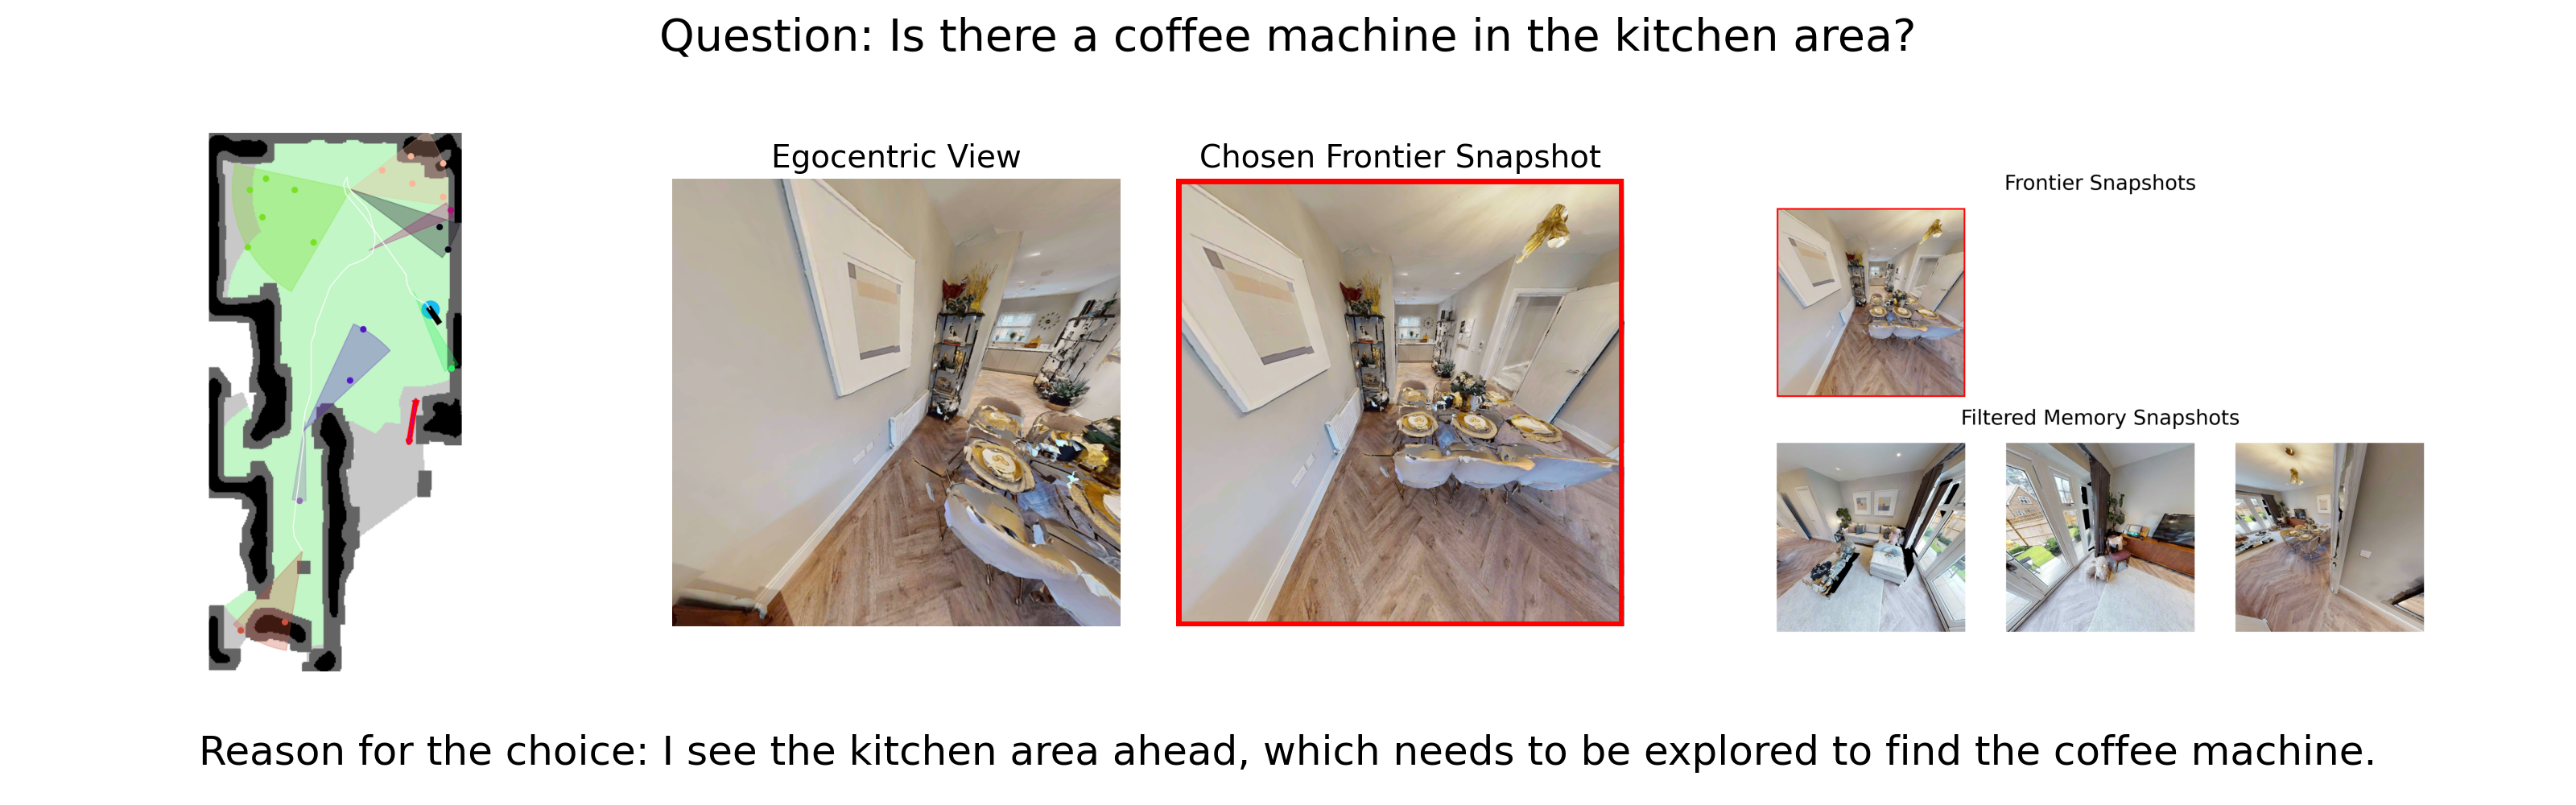 Question: Is there a coffee machine in the kitchen area?
Egocentric View
Chosen Frontier Snapshot
Frontier Snapshots
Filtered Memory Snapshots
Reason for the choice: I see the kitchen area ahead, which needs to be explored to find the coffee machine.